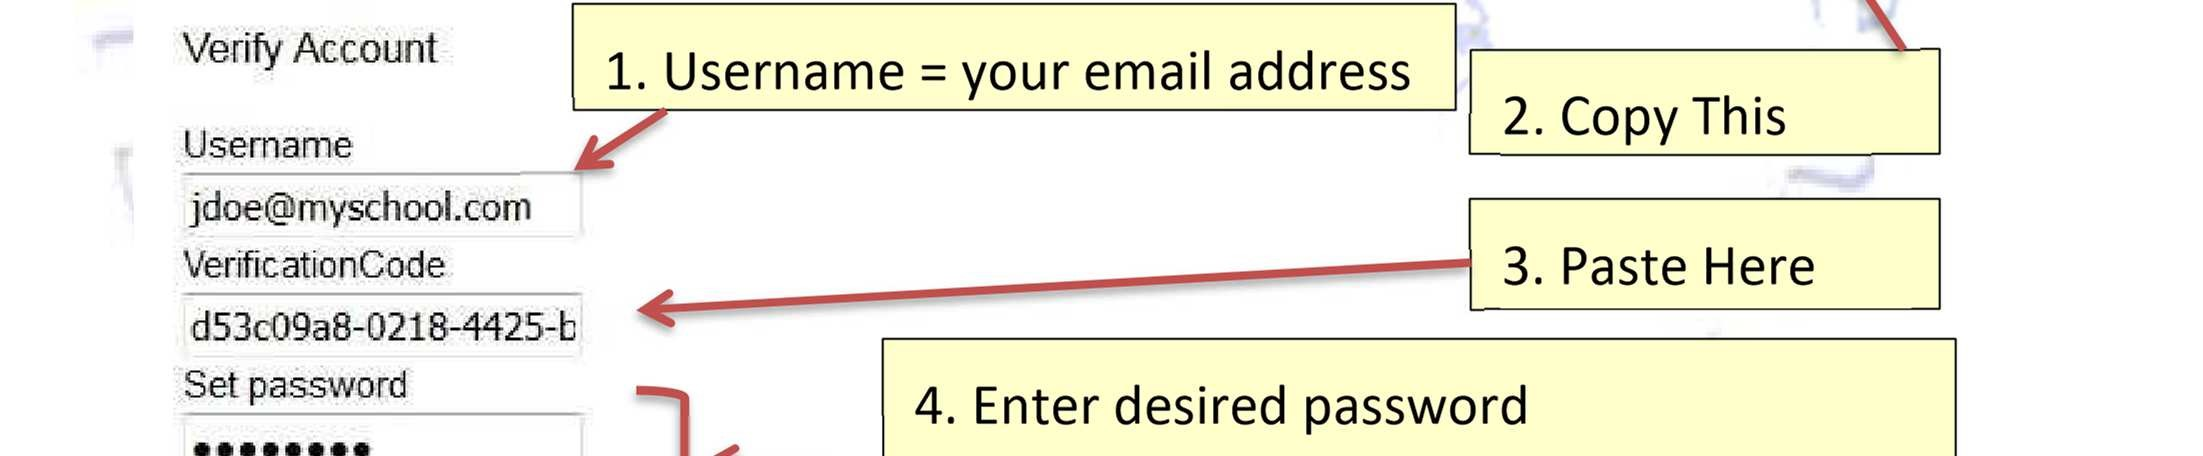 Verify Account
1. Username = your email address
2. Copy This
Username
jdoe@myschool.com
3. Paste Here
VerificationCode
d53c09a8-0218-4425-b
Set password
4. Enter desired password
••••••••